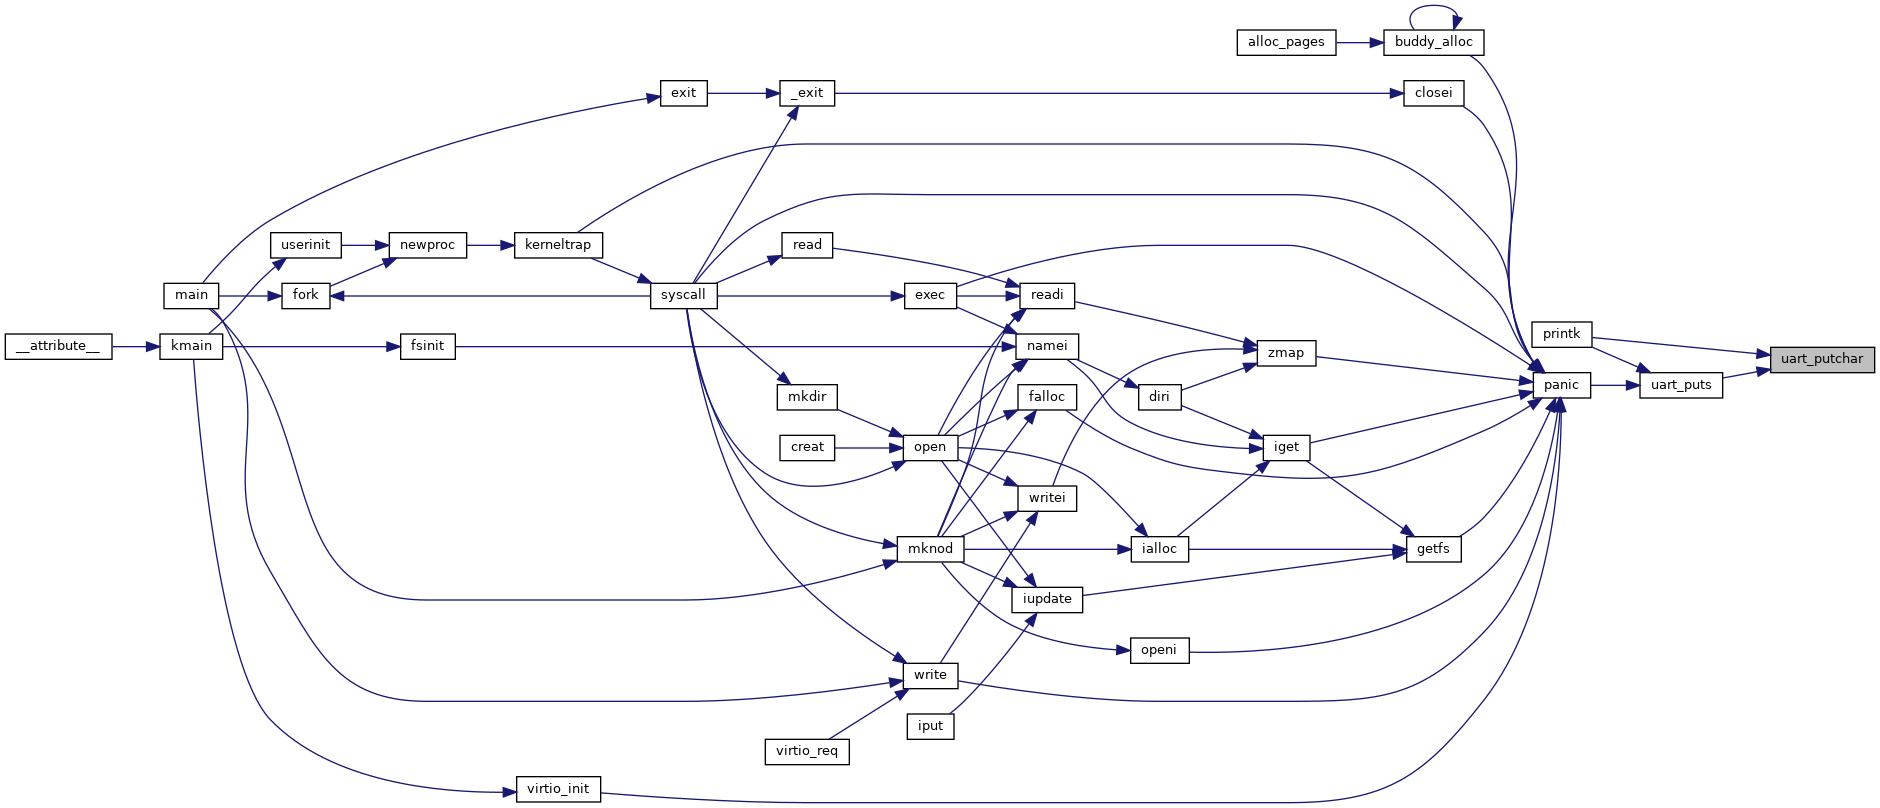 alloc_pages
buddy_alloc
exit
_exit
closei
userinit
newproc
kerneltrap
read
main
fork
syscall
exec
readi
printk
__attribute__
kmain
fsinit
namei
zmap
uart_putchar
mkdir
falloc
diri
panic
uart_puts
creat
open
iget
writei
mknod
ialloc
getfs
iupdate
openi
write
iput
virtio_req
virtio_init